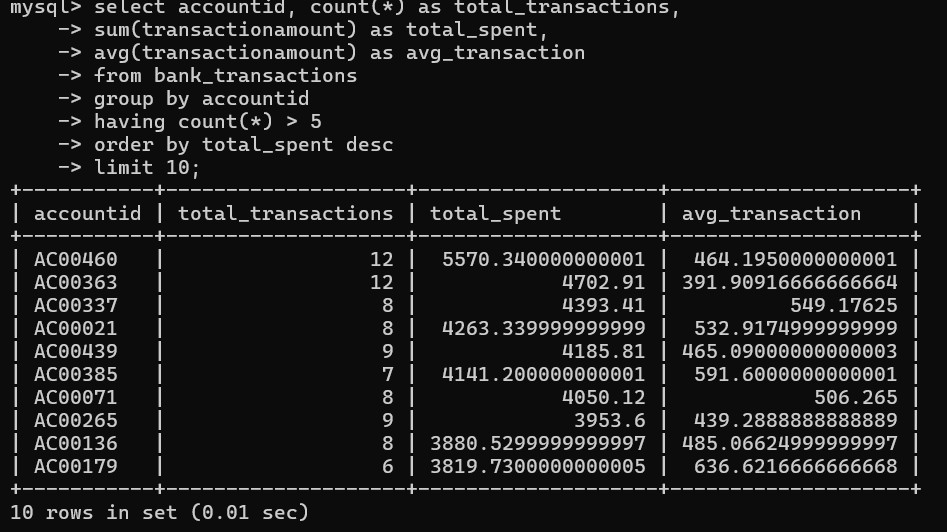 mysql> select accountid, count(*) as total_transactions,
    -> sum(transactionamount) as total_spent,
    -> avg(transactionamount) as avg_transaction
    -> from bank_transactions
    -> group by accountid
    -> having count(*) > 5
    -> order by total_spent desc
    -> limit 10;
+-----------+--------------------+--------------------+-------------------+
| accountid | total_transactions | total_spent        | avg_transaction   |
+-----------+--------------------+--------------------+-------------------+
| AC00460   |                 12 |  5570.340000000001 |  464.1950000000001 |
| AC00363   |                 12 |            4702.91 | 391.90916666666664 |
| AC00337   |                  8 |            4393.41 |          549.17625 |
| AC00021   |                  8 |  4263.339999999999 |  532.9174999999999 |
| AC00439   |                  9 |            4185.81 | 465.09000000000003 |
| AC00385   |                  7 |  4141.200000000001 |  591.6000000000001 |
| AC00071   |                  8 |            4050.12 |            506.265 |
| AC00265   |                  9 |             3953.6 |  439.2888888888889 |
| AC00136   |                  8 | 3880.5299999999997 | 485.06624999999997 |
| AC00179   |                  6 | 3819.7300000000005 |  636.6216666666668 |
+-----------+--------------------+--------------------+-------------------+
10 rows in set (0.01 sec)